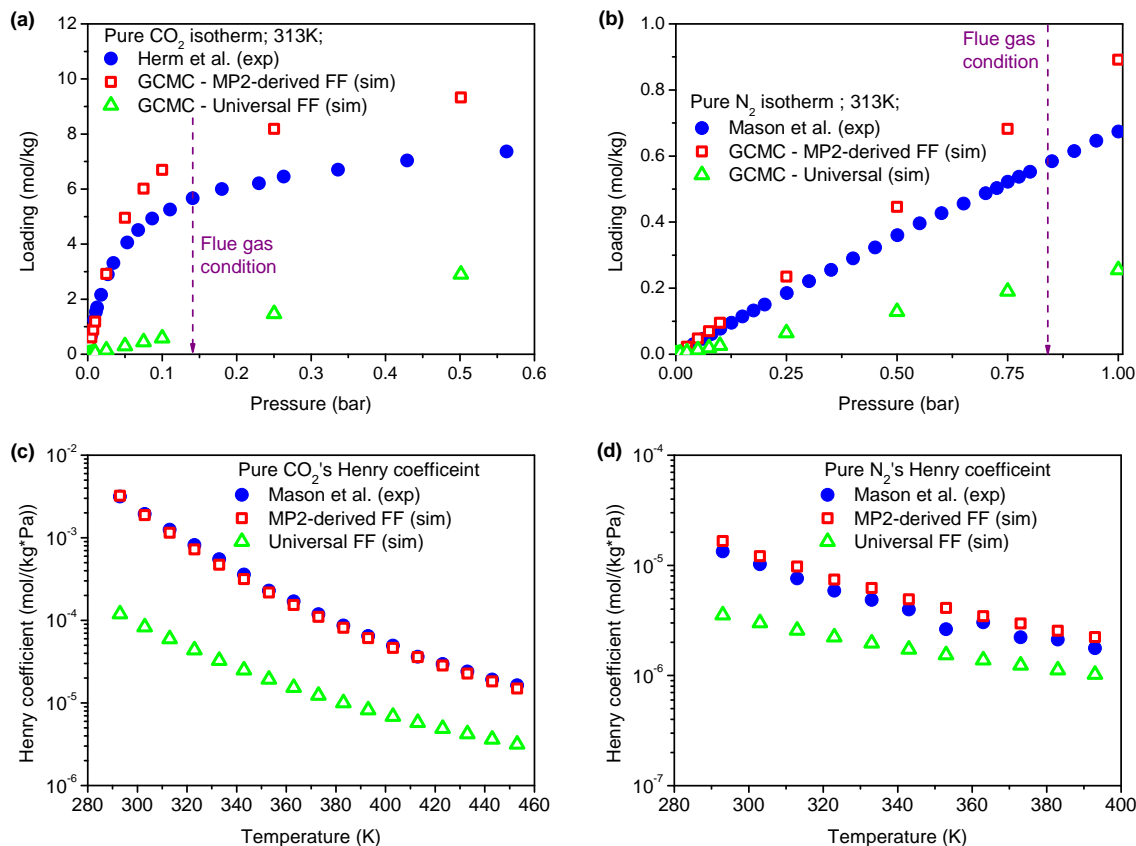 (a)
12
10
8
6
4
2
0
Loading (mol/kg)
Pure CO₂ isotherm; 313K;
Herm et al. (exp)
GCMC - MP2-derived FF (sim)
GCMC - Universal FF (sim)
Flue gas
condition
0.0 0.1 0.2 0.3 0.4 0.5 0.6
Pressure (bar)
(b)
1.0
0.8
0.6
0.4
0.2
0.0
Loading (mol/kg)
Flue gas
condition
Pure N₂ isotherm ; 313K;
Mason et al. (exp)
GCMC - MP2-derived FF (sim)
GCMC - Universal (sim)
0.00 0.25 0.50 0.75 1.00
Pressure (bar)
(c)
10⁻²
10⁻³
10⁻⁴
10⁻⁵
10⁻⁶
Henry coefficient (mol/(kg*Pa))
Pure CO₂'s Henry coefficeint
Mason et al. (exp)
MP2-derived FF (sim)
Universal FF (sim)
280 300 320 340 360 380 400 420 440 460
Temperature (K)
(d)
10⁻⁴
10⁻⁵
10⁻⁶
10⁻⁷
Henry coefficient (mol/(kg*Pa))
Pure N₂'s Henry coefficeint
Mason et al. (exp)
MP2-derived FF (sim)
Universal FF (sim)
280 300 320 340 360 380 400
Temperature (K)